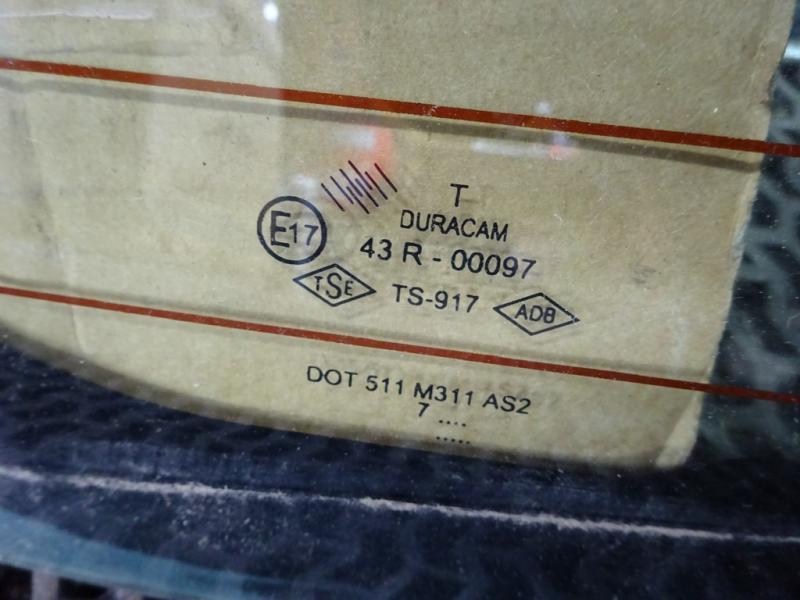 T
DURACAM
E17
43 R - 00097
TSE TS-917 ADB
DOT 511 M311 AS2
7 ....
.....